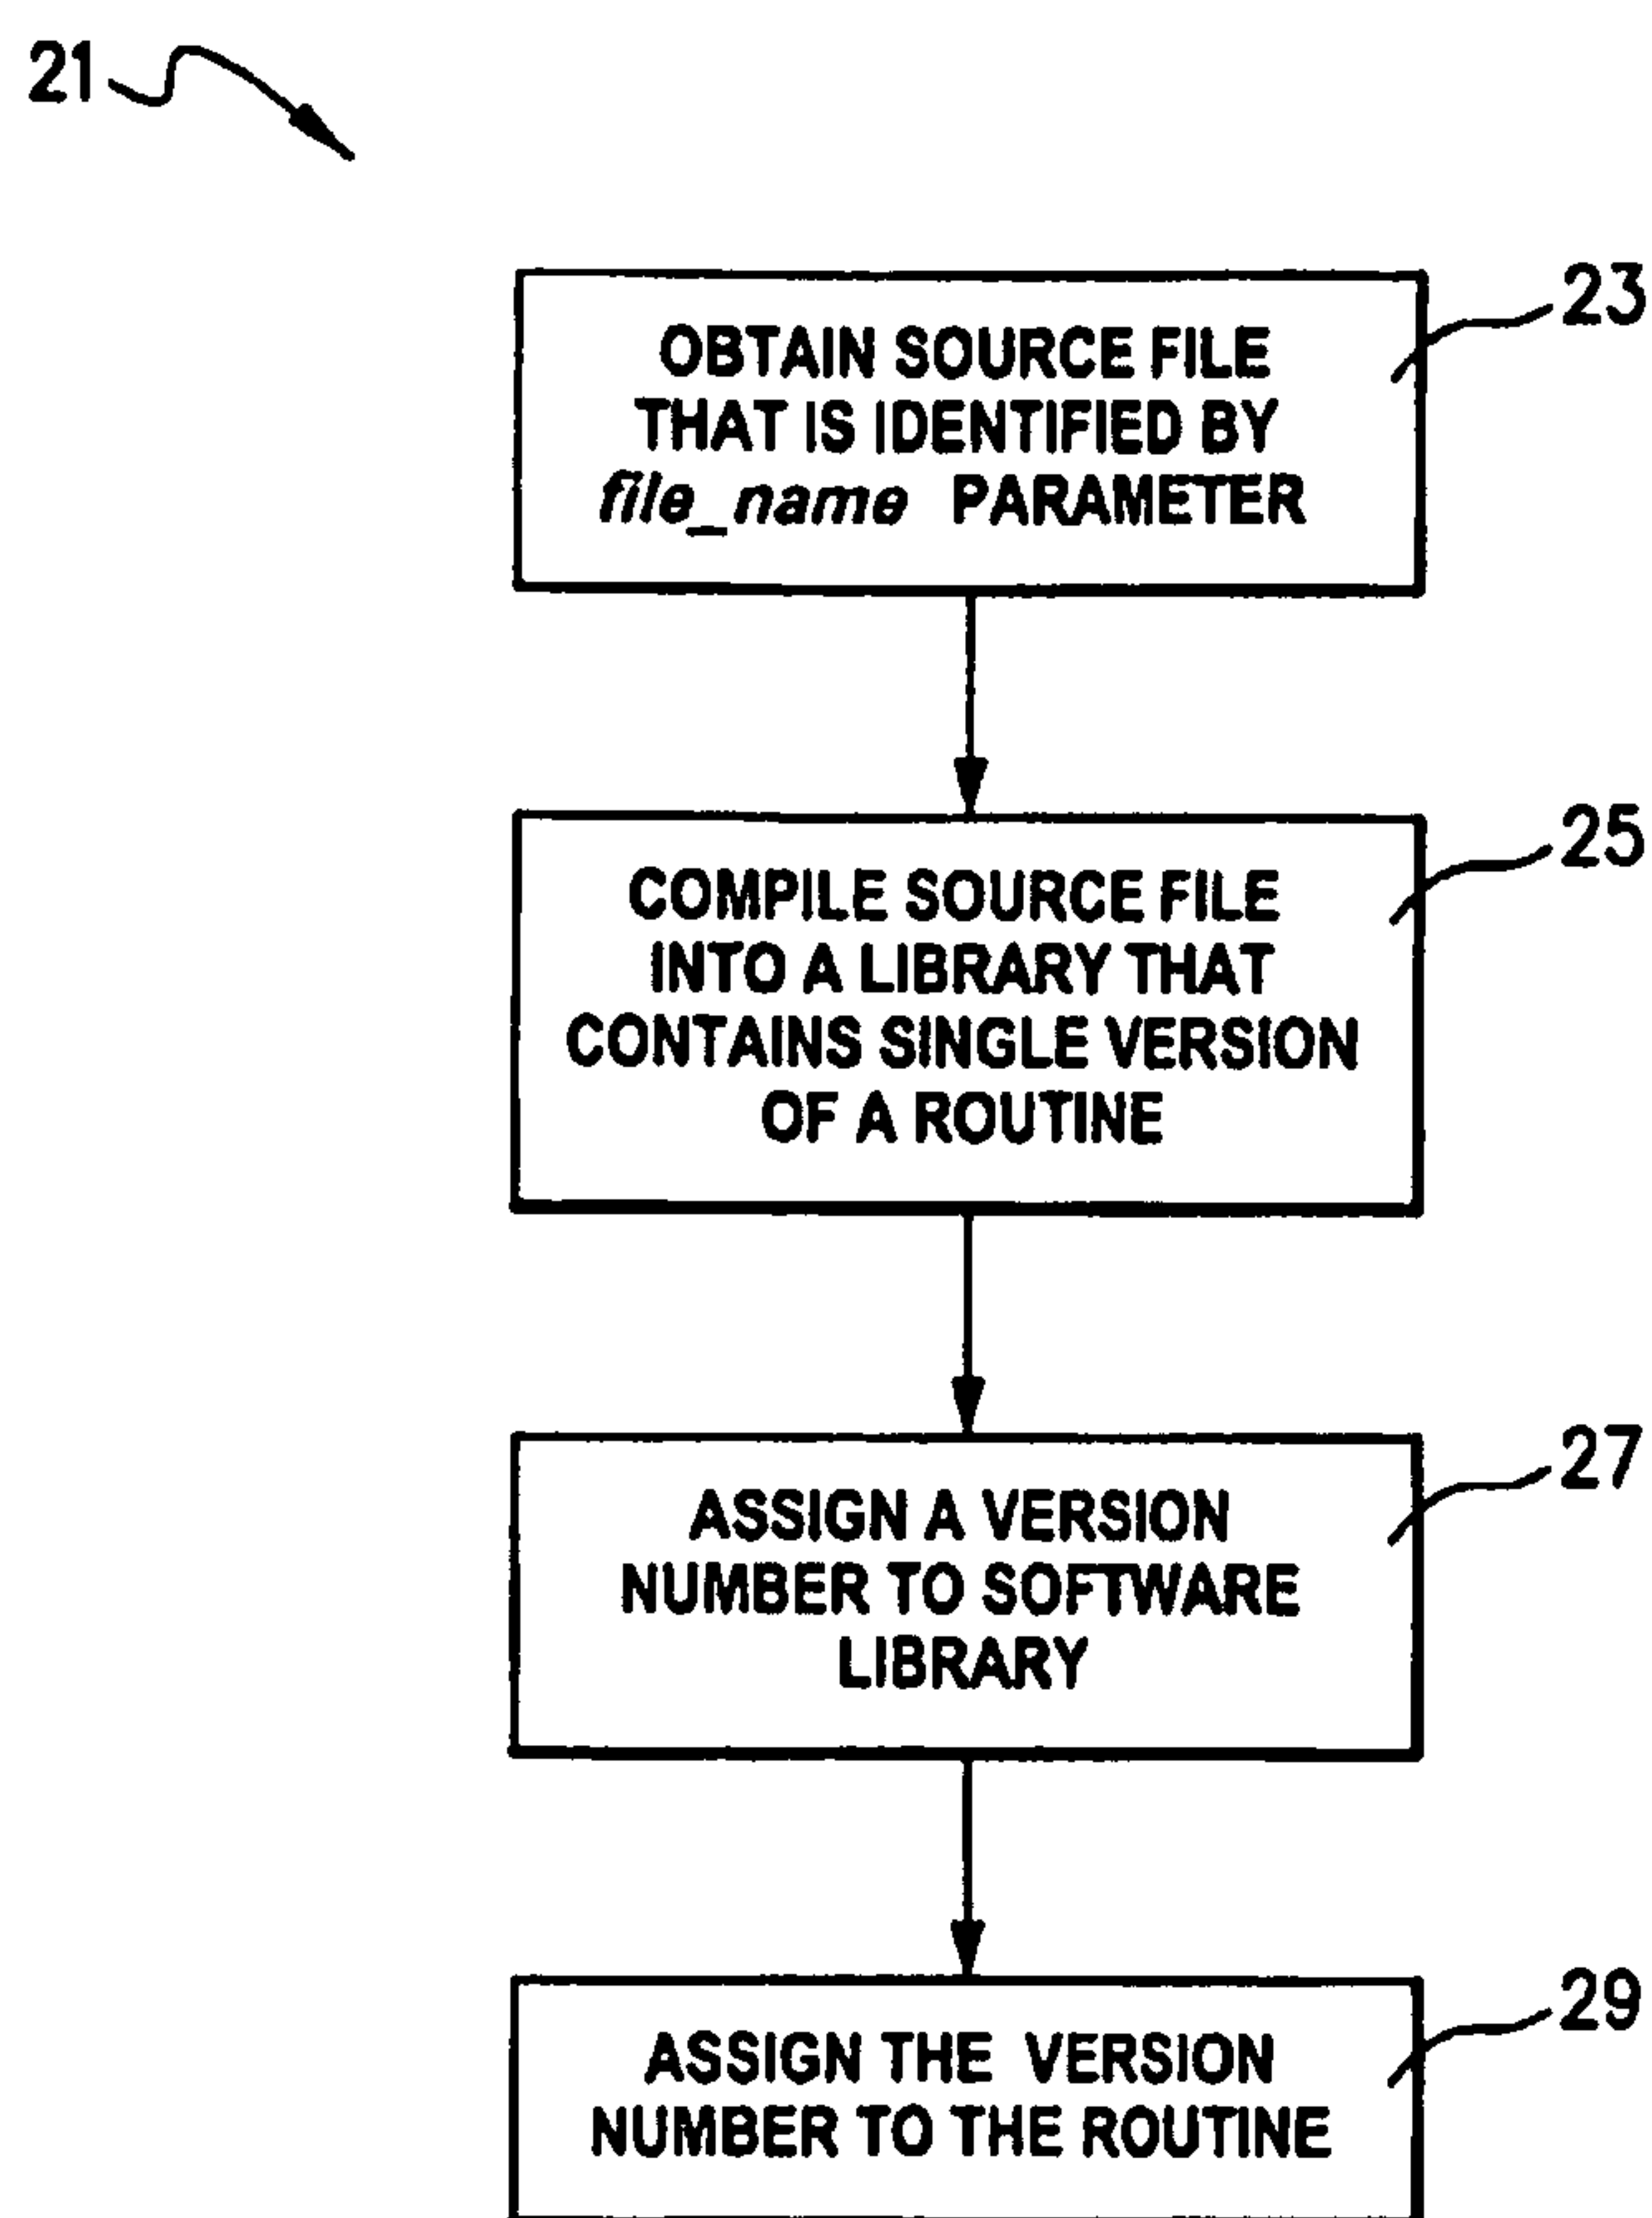 21
23
OBTAIN SOURCE FILE
THAT IS IDENTIFIED BY
file_name PARAMETER
25
COMPILE SOURCE FILE
INTO A LIBRARY THAT
CONTAINS SINGLE VERSION
OF A ROUTINE
27
ASSIGN A VERSION
NUMBER TO SOFTWARE
LIBRARY
29
ASSIGN THE VERSION
NUMBER TO THE ROUTINE